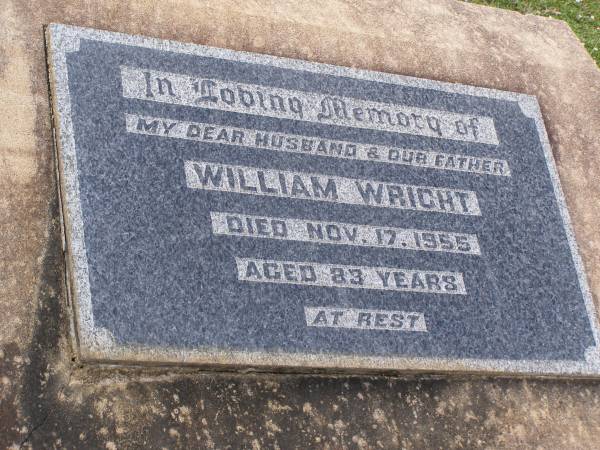 In Loving Memory of
MY DEAR HUSBAND & OUR FATHER
WILLIAM WRIGHT
DIED NOV. 17. 1955
AGED 83 YEARS
AT REST